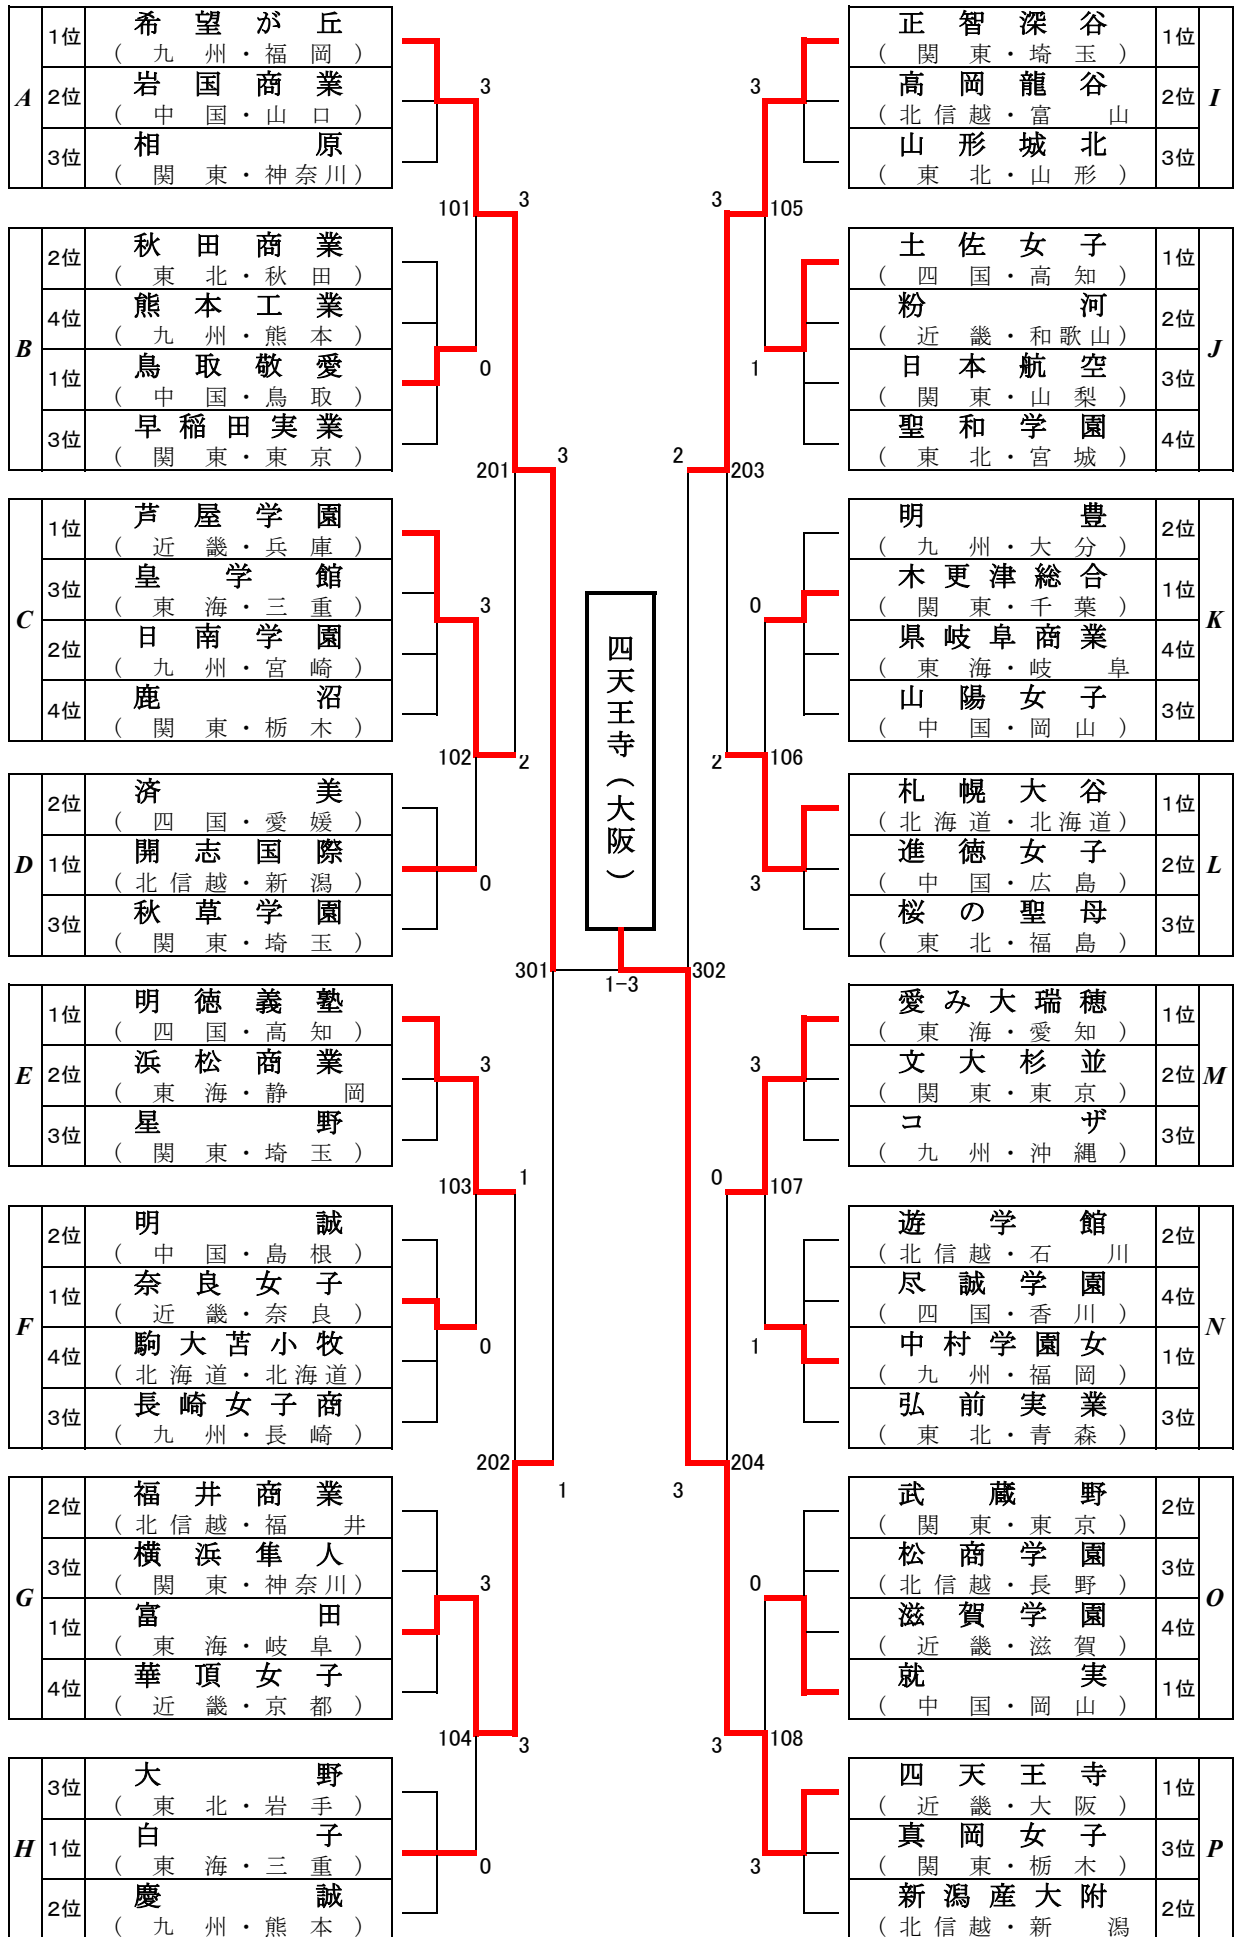 A
1位 希望が丘
(九州・福岡)
2位 岩国商業
(中国・山口)
3位 相原
(関東・神奈川)
B
2位 秋田商業
(東北・秋田)
4位 熊本工業
(九州・熊本)
1位 鳥取敬愛
(中国・鳥取)
3位 早稲田実業
(関東・東京)
C
1位 芦屋学園
(近畿・兵庫)
3位 皇学館
(東海・三重)
2位 日南学園
(九州・宮崎)
4位 鹿沼
(関東・栃木)
D
2位 済美
(四国・愛媛)
1位 開志国際
(北信越・新潟)
3位 秋草学園
(関東・埼玉)
E
1位 明徳義塾
(四国・高知)
2位 浜松商業
(東海・静岡
3位 星野
(関東・埼玉)
F
2位 明誠
(中国・島根)
1位 奈良女子
(近畿・奈良)
4位 駒大苫小牧
(北海道・北海道)
3位 長崎女子商
(九州・長崎)
G
2位 福井商業
(北信越・福井
3位 横浜隼人
(関東・神奈川)
1位 富田
(東海・岐阜)
4位 華頂女子
(近畿・京都)
H
3位 大野
(東北・岩手)
1位 白子
(東海・三重)
2位 慶誠
(九州・熊本)
3
101
3
0
201
3
3
102
2
0
301
3
103
1
0
202
1
3
104
3
0
四天王寺(大阪)
1-3
3
3
105
1
2
203
0
2
106
3
302
3
0
107
1
3
204
0
3
108
3
正智深谷 1位
(関東・埼玉)
高岡龍谷 2位
(北信越・富山
山形城北 3位
(東北・山形)
I
土佐女子 1位
(四国・高知)
粉河 2位
(近畿・和歌山)
日本航空 3位
(関東・山梨)
聖和学園 4位
(東北・宮城)
J
明豊 2位
(九州・大分)
木更津総合 1位
(関東・千葉)
県岐阜商業 4位
(東海・岐阜
山陽女子 3位
(中国・岡山)
K
札幌大谷 1位
(北海道・北海道)
進徳女子 2位
(中国・広島)
桜の聖母 3位
(東北・福島)
L
愛み大瑞穂 1位
(東海・愛知)
文大杉並 2位
(関東・東京)
コザ 3位
(九州・沖縄)
M
遊学館 2位
(北信越・石川
尽誠学園 4位
(四国・香川)
中村学園女 1位
(九州・福岡)
弘前実業 3位
(東北・青森)
N
武蔵野 2位
(関東・東京)
松商学園 3位
(北信越・長野)
滋賀学園 4位
(近畿・滋賀)
就実 1位
(中国・岡山)
O
四天王寺 1位
(近畿・大阪)
真岡女子 3位
(関東・栃木)
新潟産大附 2位
(北信越・新潟
P